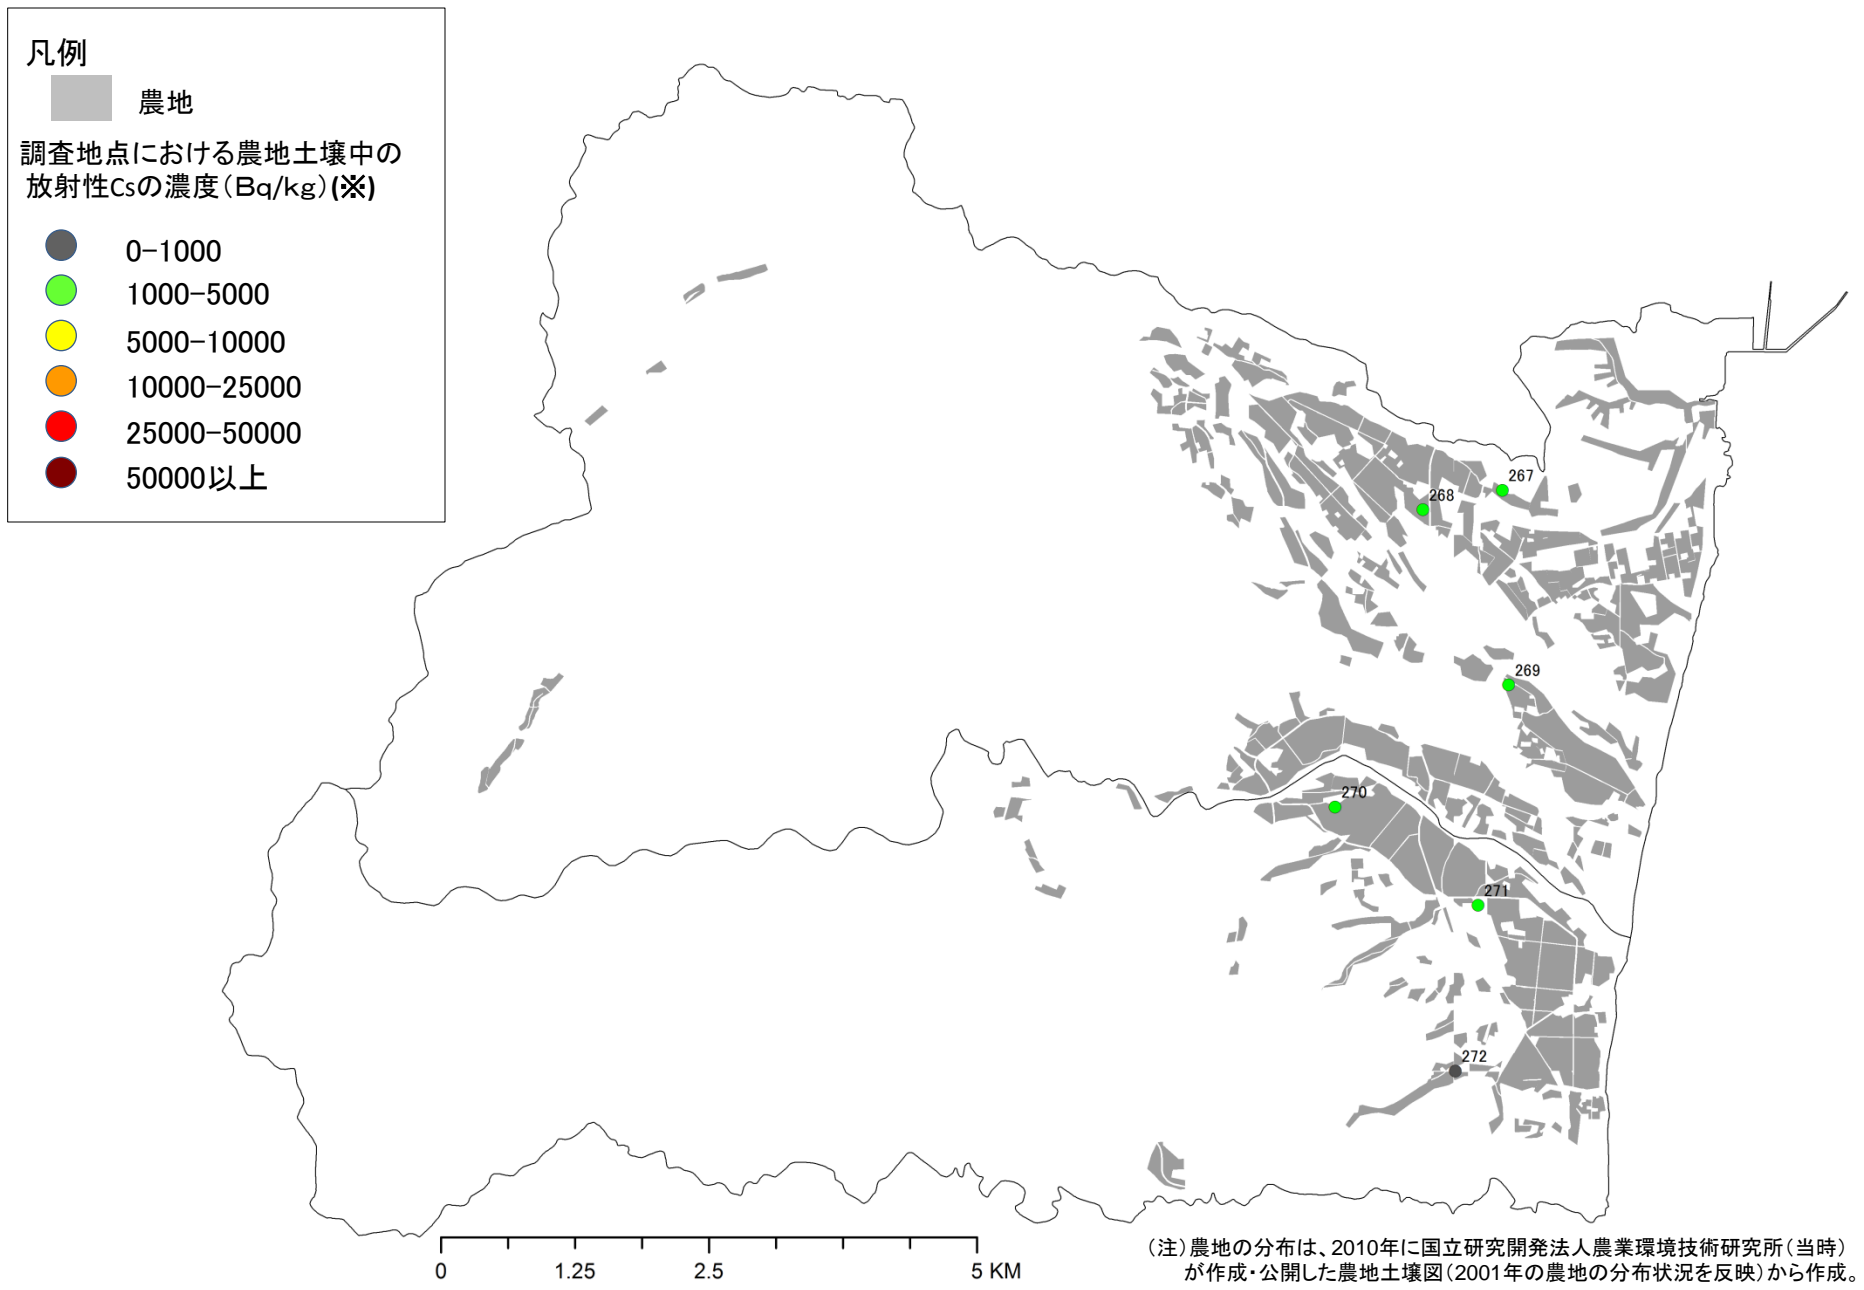 凡例
農地
調査地点における農地土壌中の
放射性Csの濃度(Bq/kg)(※)
0-1000
1000-5000
5000-10000
10000-25000
25000-50000
50000以上
267
268
269
270
271
272
0 1.25 2.5 5 KM
(注)農地の分布は、2010年に国立研究開発法人農業環境技術研究所(当時)
が作成・公開した農地土壌図(2001年の農地の分布状況を反映)から作成。